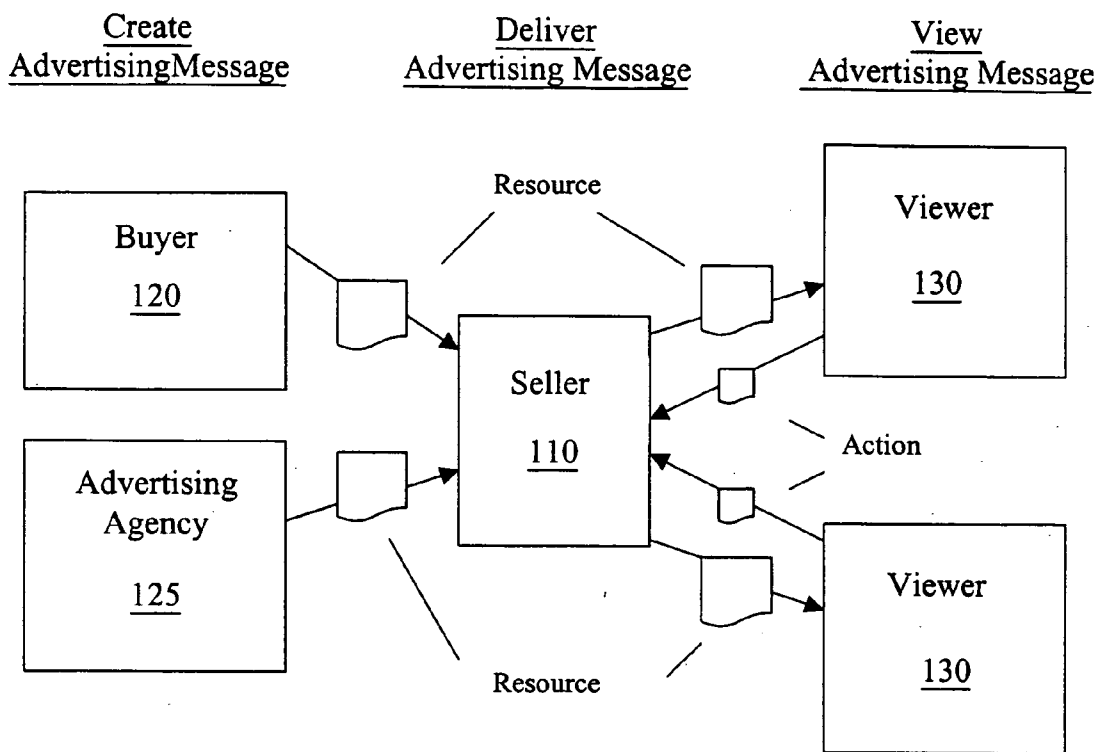 Create
AdvertisingMessage
Deliver
Advertising Message
View
Advertising Message
Resource
Buyer
120
Viewer
130
Seller
110
Action
Advertising
Agency
125
Viewer
130
Resource